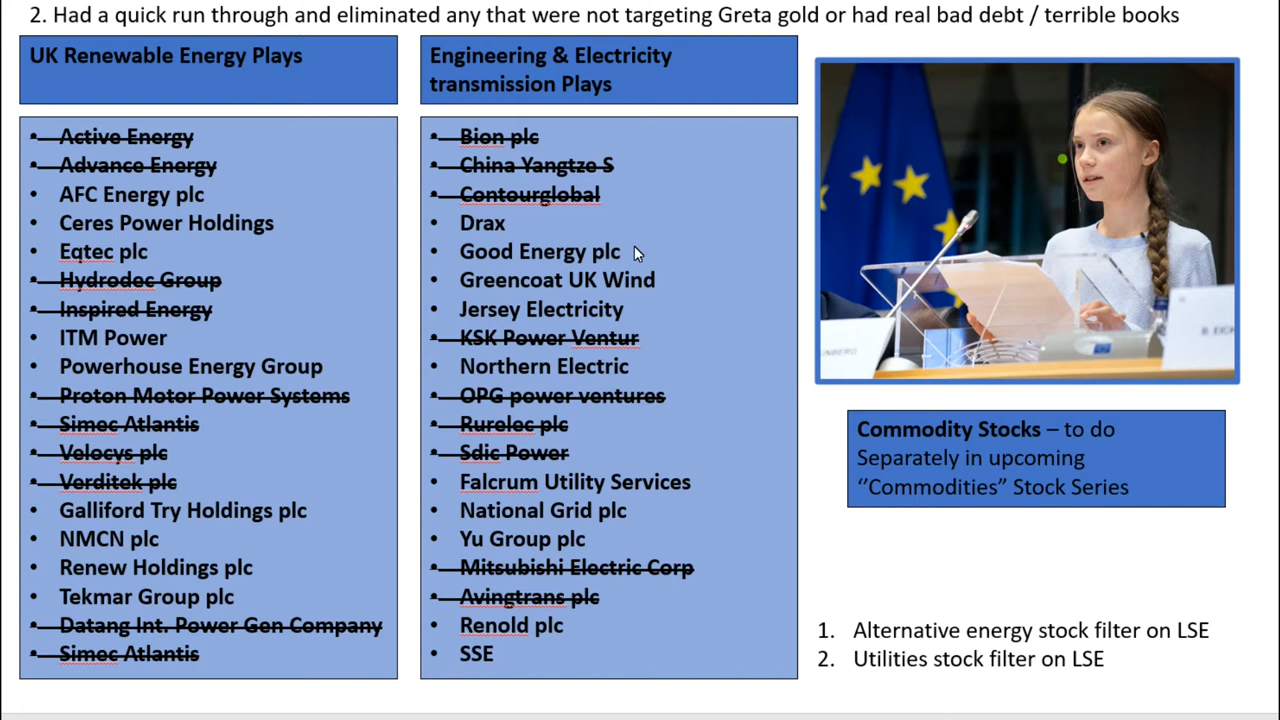 2. Had a quick run through and eliminated any that were not targeting Greta gold or had real bad debt / terrible books
UK Renewable Energy Plays
• Active Energy
• Advance Energy
• AFC Energy plc
• Ceres Power Holdings
• Eqtec plc
• Hydrodec Group
• Inspired Energy
• ITM Power
• Powerhouse Energy Group
• Proton Motor Power Systems
• Simec Atlantis
• Velocys plc
• Verditek plc
• Galliford Try Holdings plc
• NMCN plc
• Renew Holdings plc
• Tekmar Group plc
• Datang Int. Power Gen Company
• Simec Atlantis
Engineering & Electricity
transmission Plays
• Bion plc
• China Yangtze S
• Contourglobal
• Drax
• Good Energy plc
• Greencoat UK Wind
• Jersey Electricity
• KSK Power Ventur
• Northern Electric
• OPG power ventures
• Rurelec plc
• Sdic Power
• Falcrum Utility Services
• National Grid plc
• Yu Group plc
• Mitsubishi Electric Corp
• Avingtrans plc
• Renold plc
• SSE
Commodity Stocks – to do
Separately in upcoming
“Commodities” Stock Series
1. Alternative energy stock filter on LSE
2. Utilities stock filter on LSE